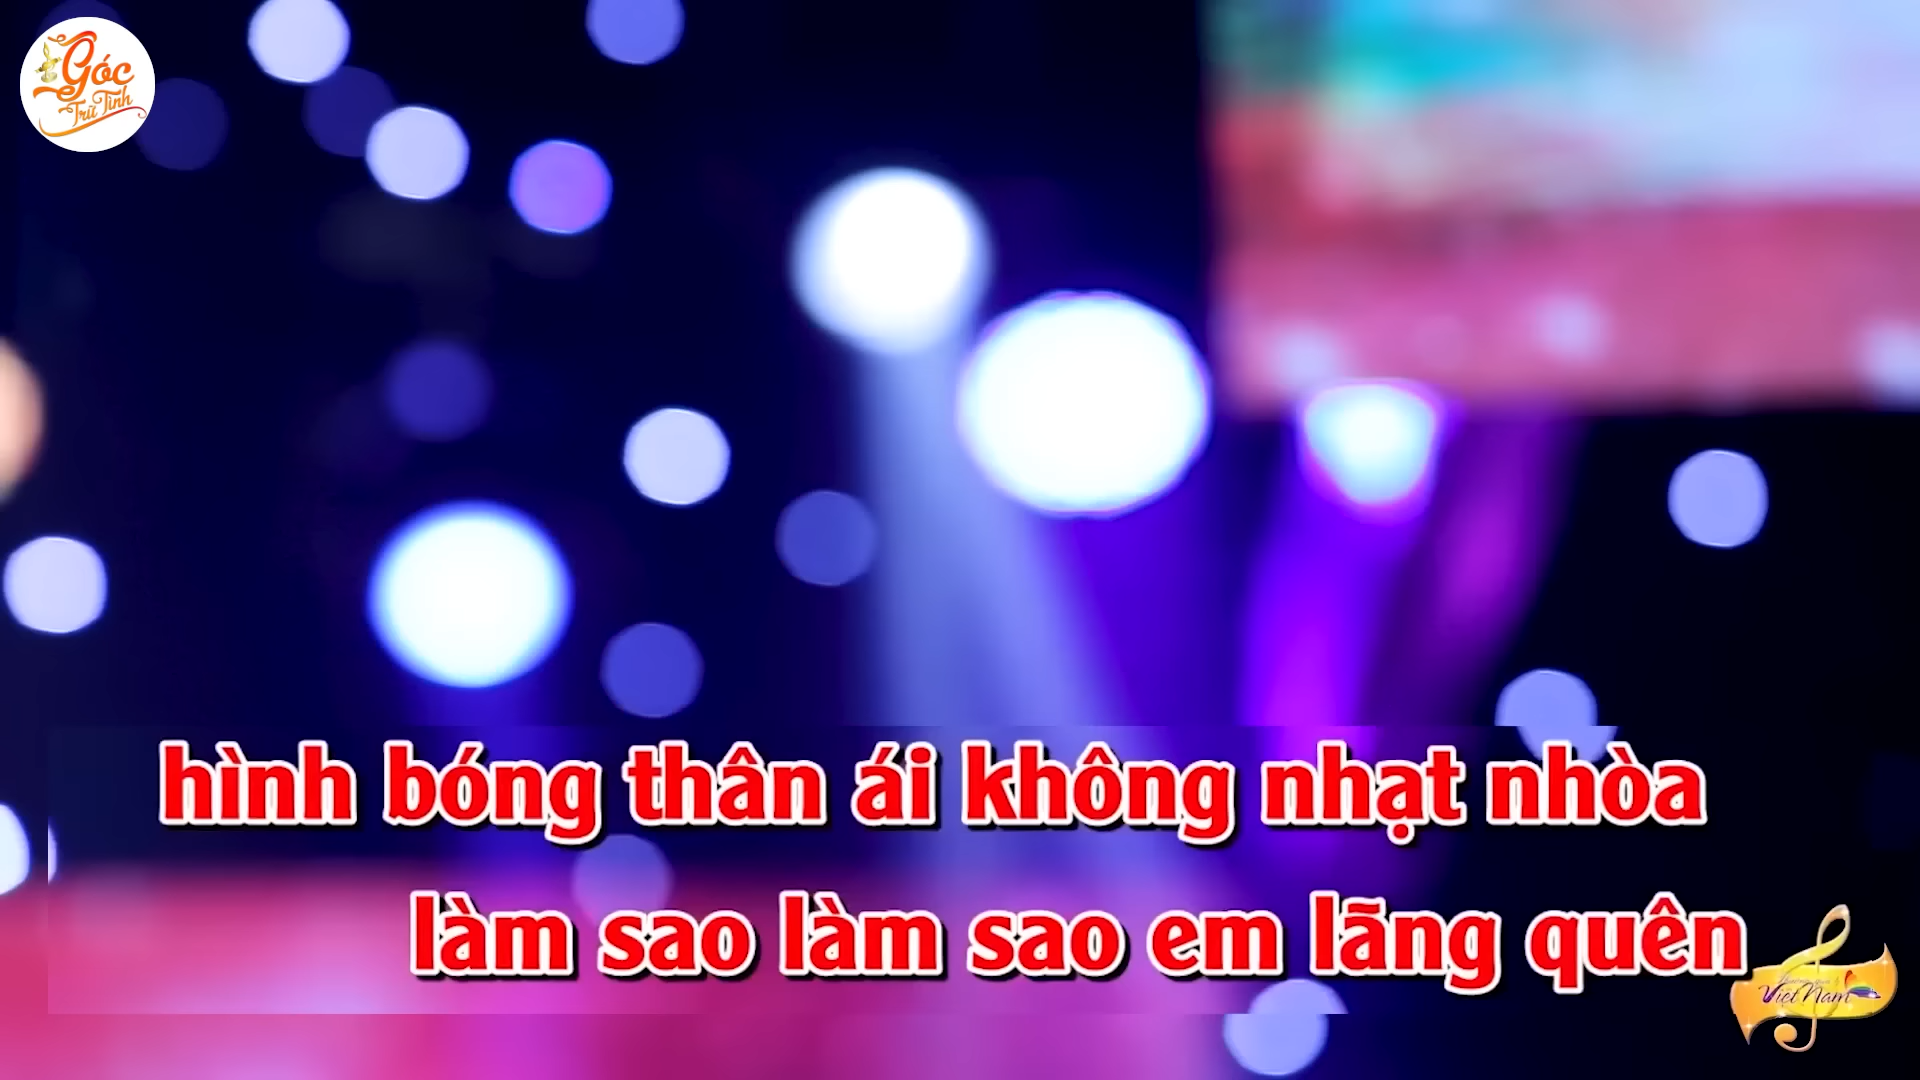 Góc
Trữ Tình
hình bóng thân ái không nhạt nhòa
làm sao làm sao em lãng quên
Việt Nam